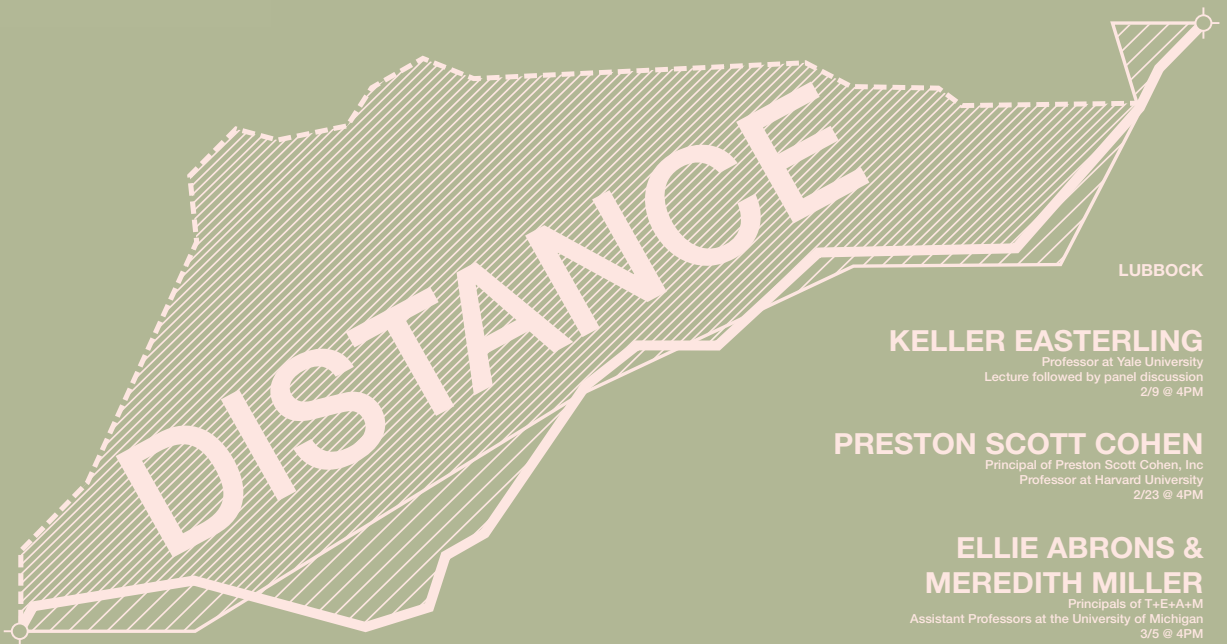 DISTANCE
LUBBOCK
KELLER EASTERLING
Professor at Yale University
Lecture followed by panel discussion
2/9 @ 4PM
PRESTON SCOTT COHEN
Principal of Preston Scott Cohen, Inc
Professor at Harvard University
2/23 @ 4PM
ELLIE ABRONS &
MEREDITH MILLER
Principals of T+E+A+M
Assistant Professors at the University of Michigan
3/5 @ 4PM